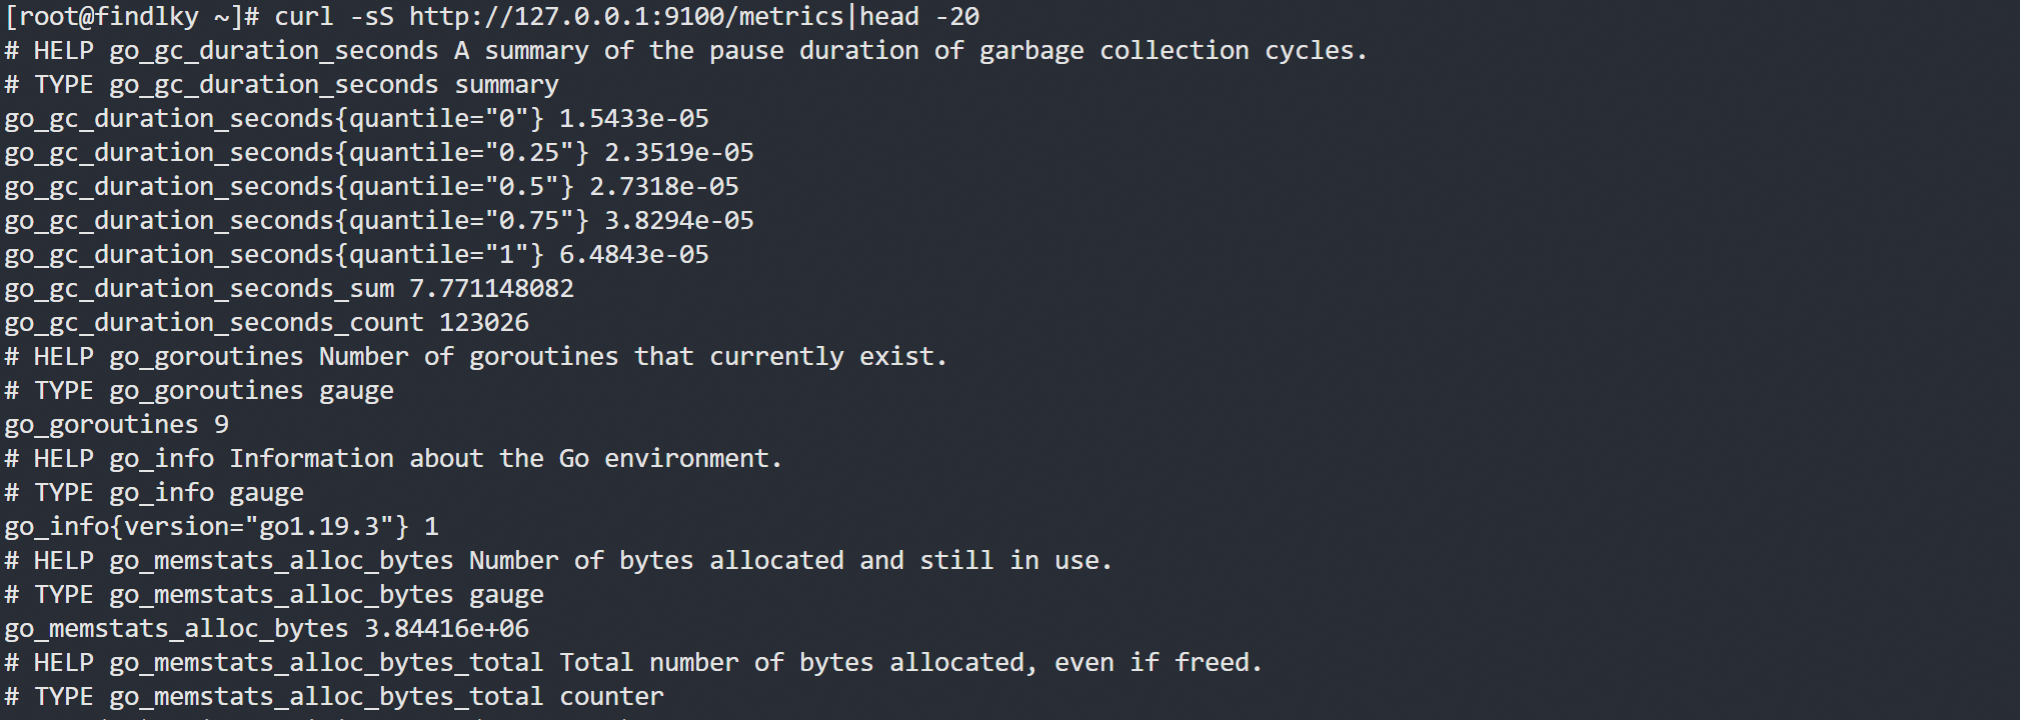 [root@findlky ~]# curl -sS http://127.0.0.1:9100/metrics|head -20
# HELP go_gc_duration_seconds A summary of the pause duration of garbage collection cycles.
# TYPE go_gc_duration_seconds summary
go_gc_duration_seconds{quantile="0"} 1.5433e-05
go_gc_duration_seconds{quantile="0.25"} 2.3519e-05
go_gc_duration_seconds{quantile="0.5"} 2.7318e-05
go_gc_duration_seconds{quantile="0.75"} 3.8294e-05
go_gc_duration_seconds{quantile="1"} 6.4843e-05
go_gc_duration_seconds_sum 7.771148082
go_gc_duration_seconds_count 123026
# HELP go_goroutines Number of goroutines that currently exist.
# TYPE go_goroutines gauge
go_goroutines 9
# HELP go_info Information about the Go environment.
# TYPE go_info gauge
go_info{version="go1.19.3"} 1
# HELP go_memstats_alloc_bytes Number of bytes allocated and still in use.
# TYPE go_memstats_alloc_bytes gauge
go_memstats_alloc_bytes 3.84416e+06
# HELP go_memstats_alloc_bytes_total Total number of bytes allocated, even if freed.
# TYPE go_memstats_alloc_bytes_total counter